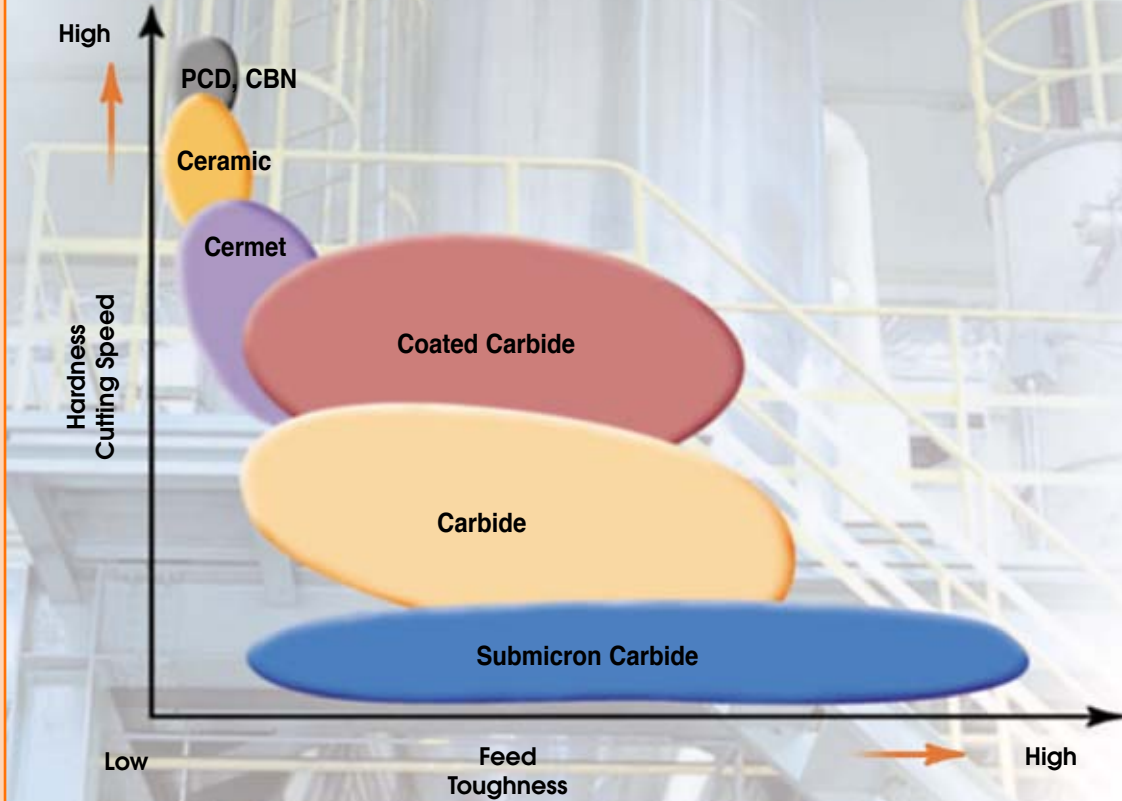 High
PCD, CBN
Ceramic
Cermet
Coated Carbide
Hardness
Cutting Speed
Carbide
Submicron Carbide
Low
Feed
Toughness
High